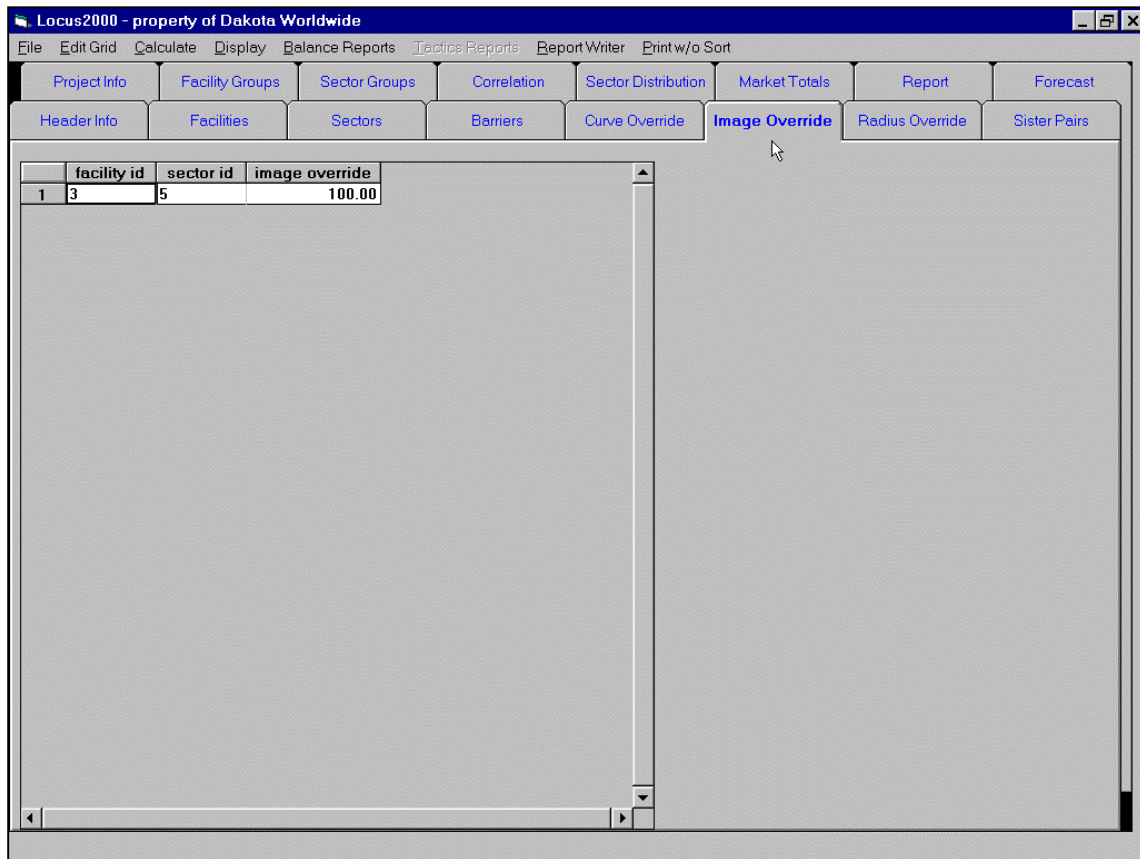 Locus2000 - property of Dakota Worldwide
File Edit Grid Calculate Display Balance Reports Tactics Reports Report Writer Print w/o Sort
Project Info Facility Groups Sector Groups Correlation Sector Distribution Market Totals Report Forecast
Header Info Facilities Sectors Barriers Curve Override Image Override Radius Override Sister Pairs
facility id sector id image override
1 3 5 100.00